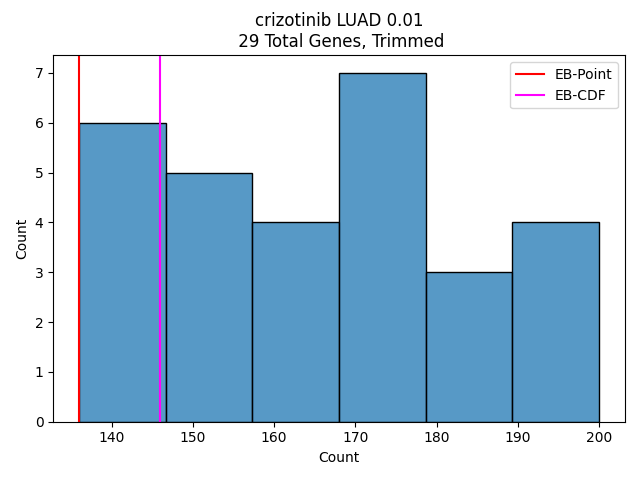 crizotinib LUAD 0.01
29 Total Genes, Trimmed
EB-Point
EB-CDF
Count
7
6
5
4
3
2
1
0
140 150 160 170 180 190 200
Count